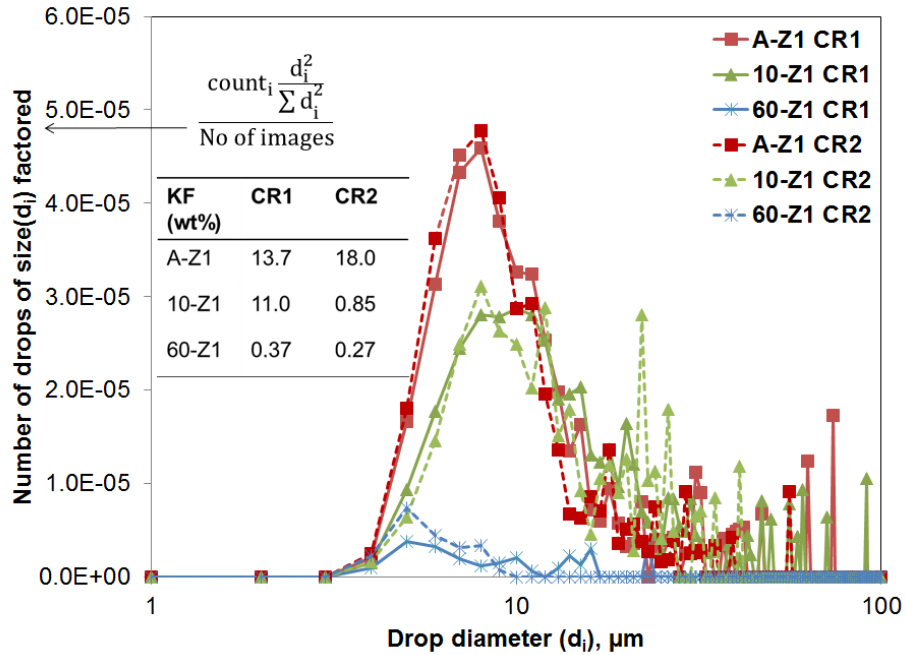 6.0E-05
5.0E-05
4.0E-05
3.0E-05
2.0E-05
1.0E-05
0.0E+00
Number of drops of size(dᵢ) factored
countᵢ dᵢ² / ∑ dᵢ²
No of images
KF (wt%) CR1 CR2
A-Z1 13.7 18.0
10-Z1 11.0 0.85
60-Z1 0.37 0.27
A-Z1 CR1
10-Z1 CR1
60-Z1 CR1
A-Z1 CR2
10-Z1 CR2
60-Z1 CR2
1 10 100
Drop diameter (dᵢ), µm